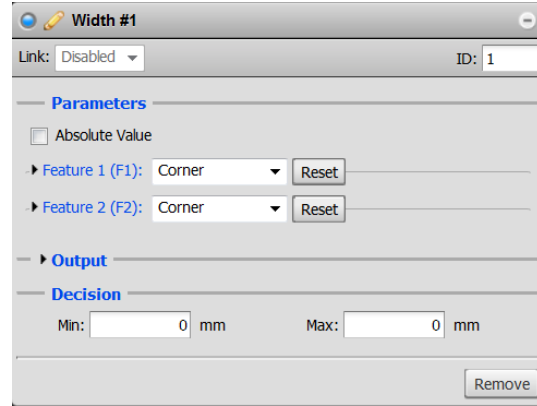 Width #1
Link: Disabled ID: 1
Parameters
Absolute Value
Feature 1 (F1): Corner Reset
Feature 2 (F2): Corner Reset
Output
Decision
Min: 0 mm Max: 0 mm
Remove